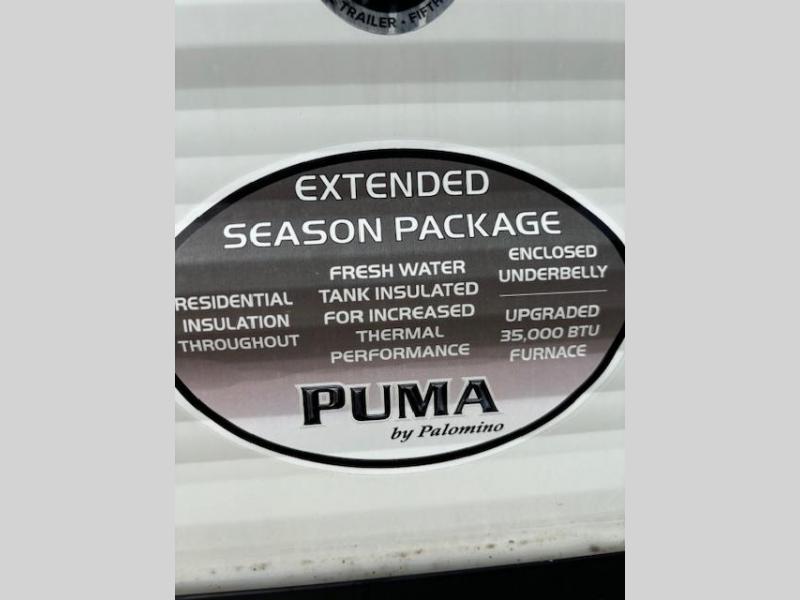 TRAILER • FIFTH
EXTENDED
SEASON PACKAGE
RESIDENTIAL
INSULATION
THROUGHOUT
FRESH WATER
TANK INSULATED
FOR INCREASED
THERMAL
PERFORMANCE
ENCLOSED
UNDERBELLY
UPGRADED
35,000 BTU
FURNACE
PUMA
by Palomino